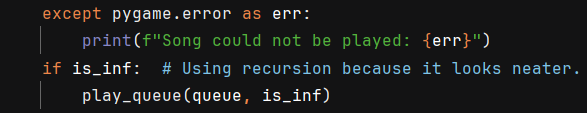 except pygame.error as err:
print(f"Song could not be played: {err}")
if is_inf:  # Using recursion because it looks neater.
play_queue(queue, is_inf)